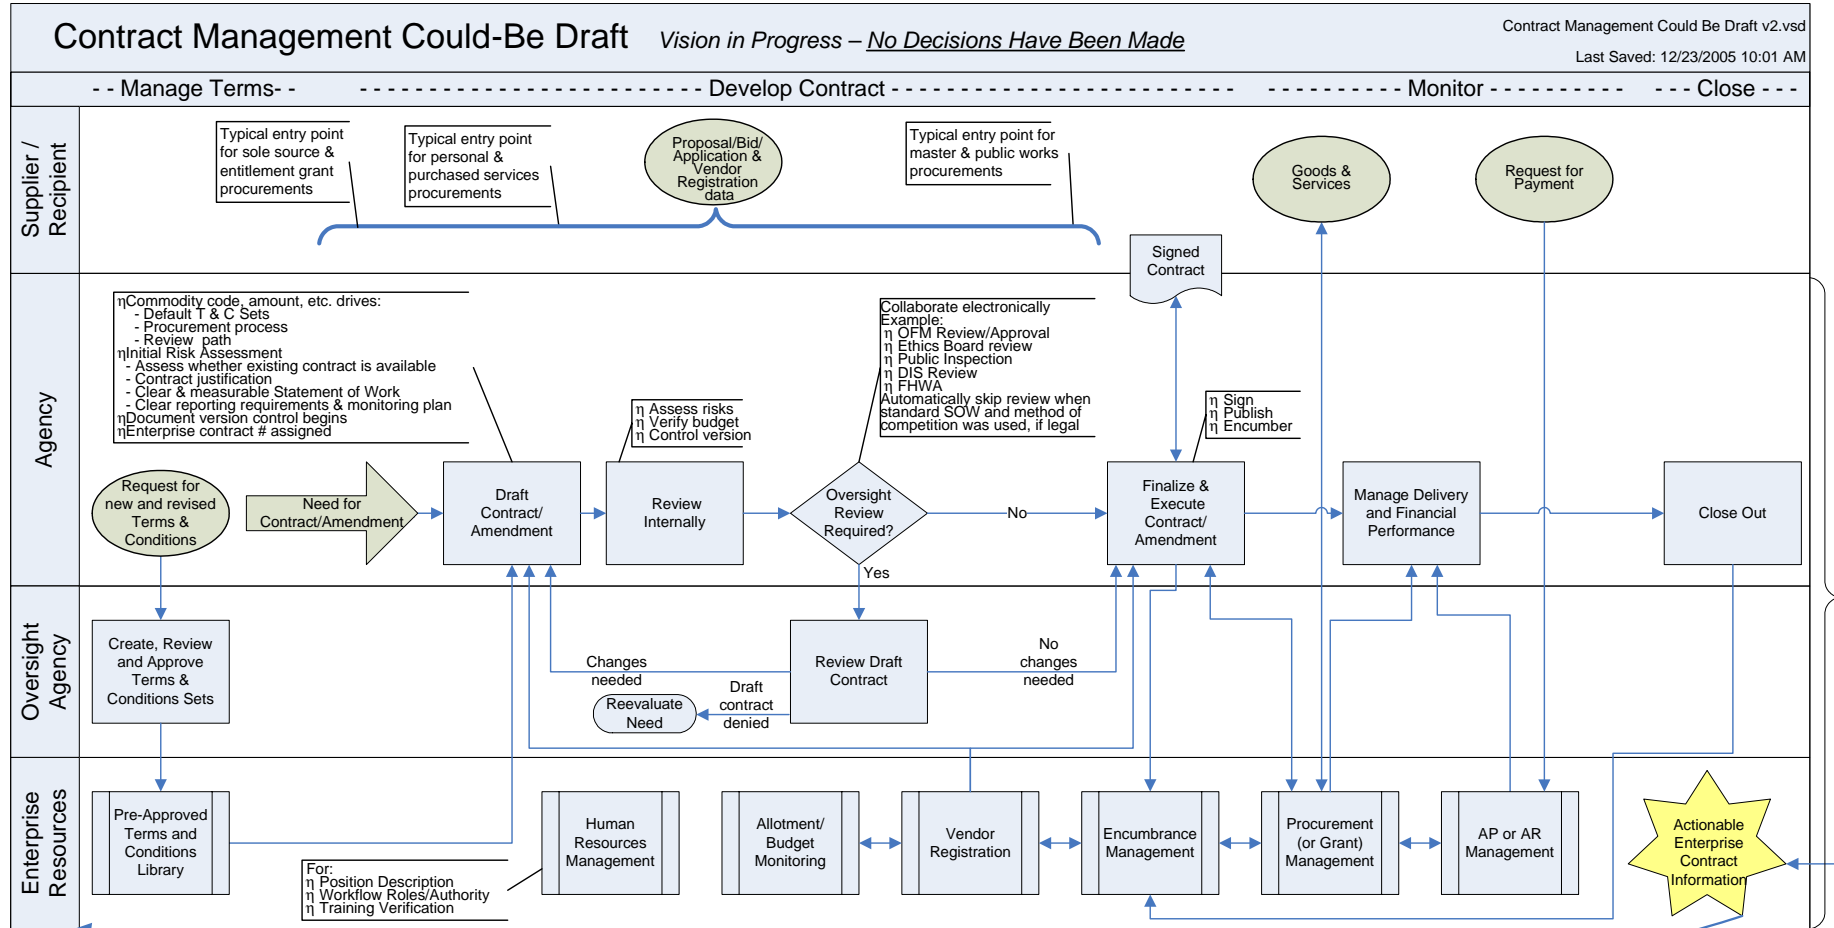 Contract Management Could-Be Draft
Vision in Progress – No Decisions Have Been Made
Contract Management Could Be Draft v2.vsd
Last Saved: 12/23/2005 10:01 AM
- - Manage Terms- -
- - - - - - - - - - - - - - - - - - - - - - - - Develop Contract - - - - - - - - - - - - - - - - - - - - - - - -
- - - - - - - - - - Monitor - - - - - - - - - -
- - - Close - - -
Supplier /
Recipient
Typical entry point
for sole source &
entitlement grant
procurements
Typical entry point
for personal &
purchased services
procurements
Proposal/Bid/
Application &
Vendor
Registration
data
Typical entry point for
master & public works
procurements
Goods &
Services
Request for
Payment
Signed
Contract
Agency
ηCommodity code, amount, etc. drives:
- Default T & C Sets
- Procurement process
- Review path
ηInitial Risk Assessment
- Assess whether existing contract is available
- Contract justification
- Clear & measurable Statement of Work
- Clear reporting requirements & monitoring plan
ηDocument version control begins
ηEnterprise contract # assigned
η Assess risks
η Verify budget
η Control version
Collaborate electronically
Example:
η OFM Review/Approval
η Ethics Board review
η Public Inspection
η DIS Review
η FHWA
Automatically skip review when
standard SOW and method of
competition was used, if legal
η Sign
η Publish
η Encumber
Request for
new and revised
Terms &
Conditions
Need for
Contract/Amendment
Draft
Contract/
Amendment
Review
Internally
Oversight
Review
Required?
No
Yes
Finalize &
Execute
Contract/
Amendment
Manage Delivery
and Financial
Performance
Close Out
Oversight
Agency
Create, Review
and Approve
Terms &
Conditions Sets
Changes
needed
Reevaluate
Need
Draft
contract
denied
Review Draft
Contract
No
changes
needed
Enterprise
Resources
Pre-Approved
Terms and
Conditions
Library
For:
η Position Description
η Workflow Roles/Authority
η Training Verification
Human
Resources
Management
Allotment/
Budget
Monitoring
Vendor
Registration
Encumbrance
Management
Procurement
(or Grant)
Management
AP or AR
Management
Actionable
Enterprise
Contract
Information